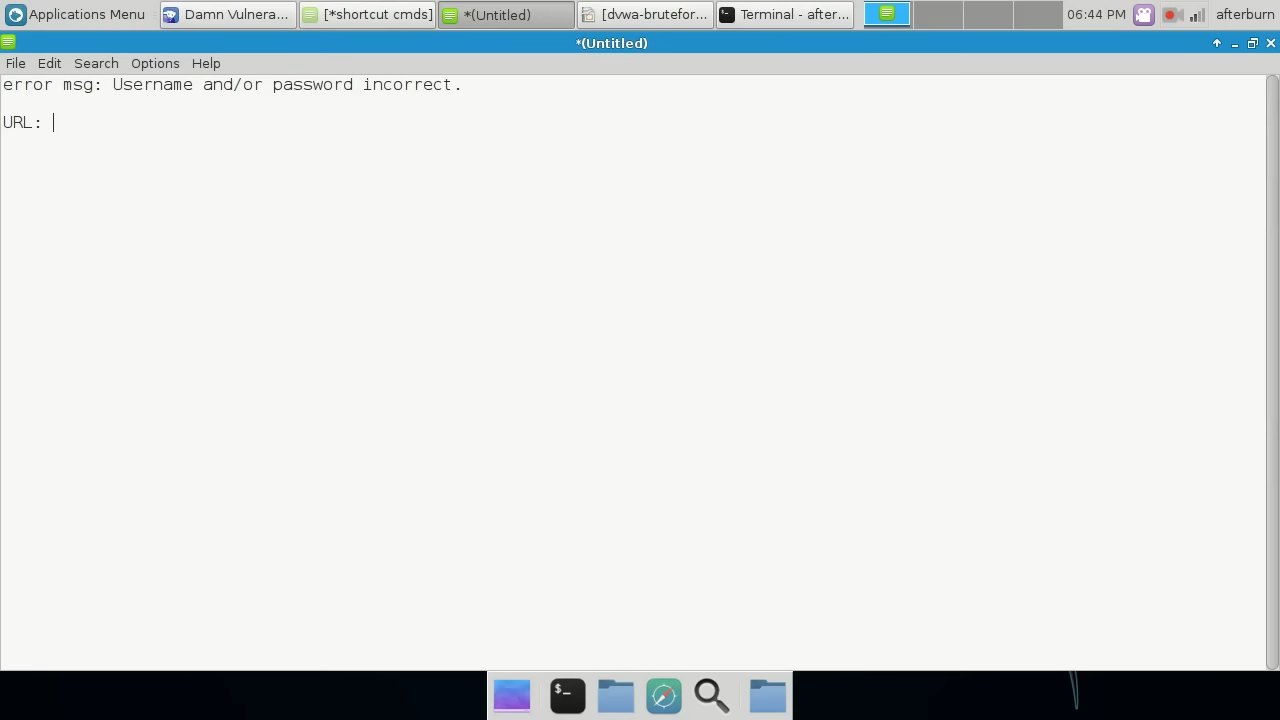 Applications Menu
Damn Vulnera...
[*shortcut cmds]
*(Untitled)
[dvwa-brutefor...
Terminal - after...
06:44 PM
afterburn
*(Untitled)
File Edit Search Options Help
error msg: Username and/or password incorrect.
URL:
$_